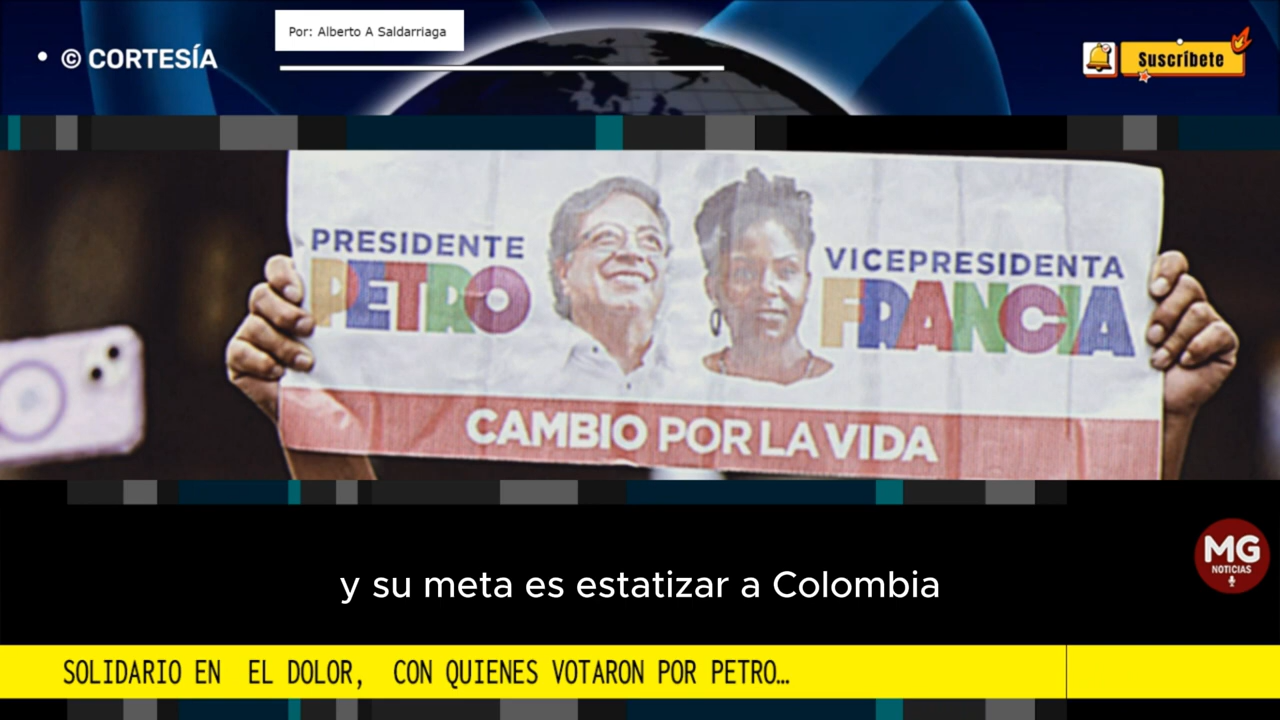 Por: Alberto A Saldarriaga
• © CORTESÍA
Suscríbete
PRESIDENTE
PETRO
VICEPRESIDENTA
FRANCIA
CAMBIO POR LA VIDA
MG
NOTICIAS
y su meta es estatizar a Colombia
SOLIDARIO EN EL DOLOR, CON QUIENES VOTARON POR PETRO...